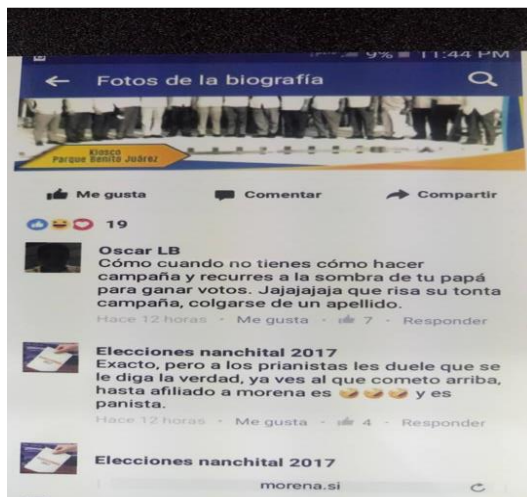 9% 11:44 PM
Fotos de la biografía
Kiosco
Parque Benito Juárez
Me gusta Comentar Compartir
19
Oscar LB
Cómo cuando no tienes cómo hacer
campaña y recurres a la sombra de tu papá
para ganar votos. Jajajajaja que risa su tonta
campaña, colgarse de un apellido.
Hace 12 horas · Me gusta · 7 · Responder
Elecciones nanchital 2017
Exacto, pero a los prianistas les duele que se
le diga la verdad, ya ves al que cometo arriba,
hasta afiliado a morena es 🤣🤣🤣 y es
panista.
Hace 12 horas · Me gusta · 4 · Responder
Elecciones nanchital 2017
morena.si